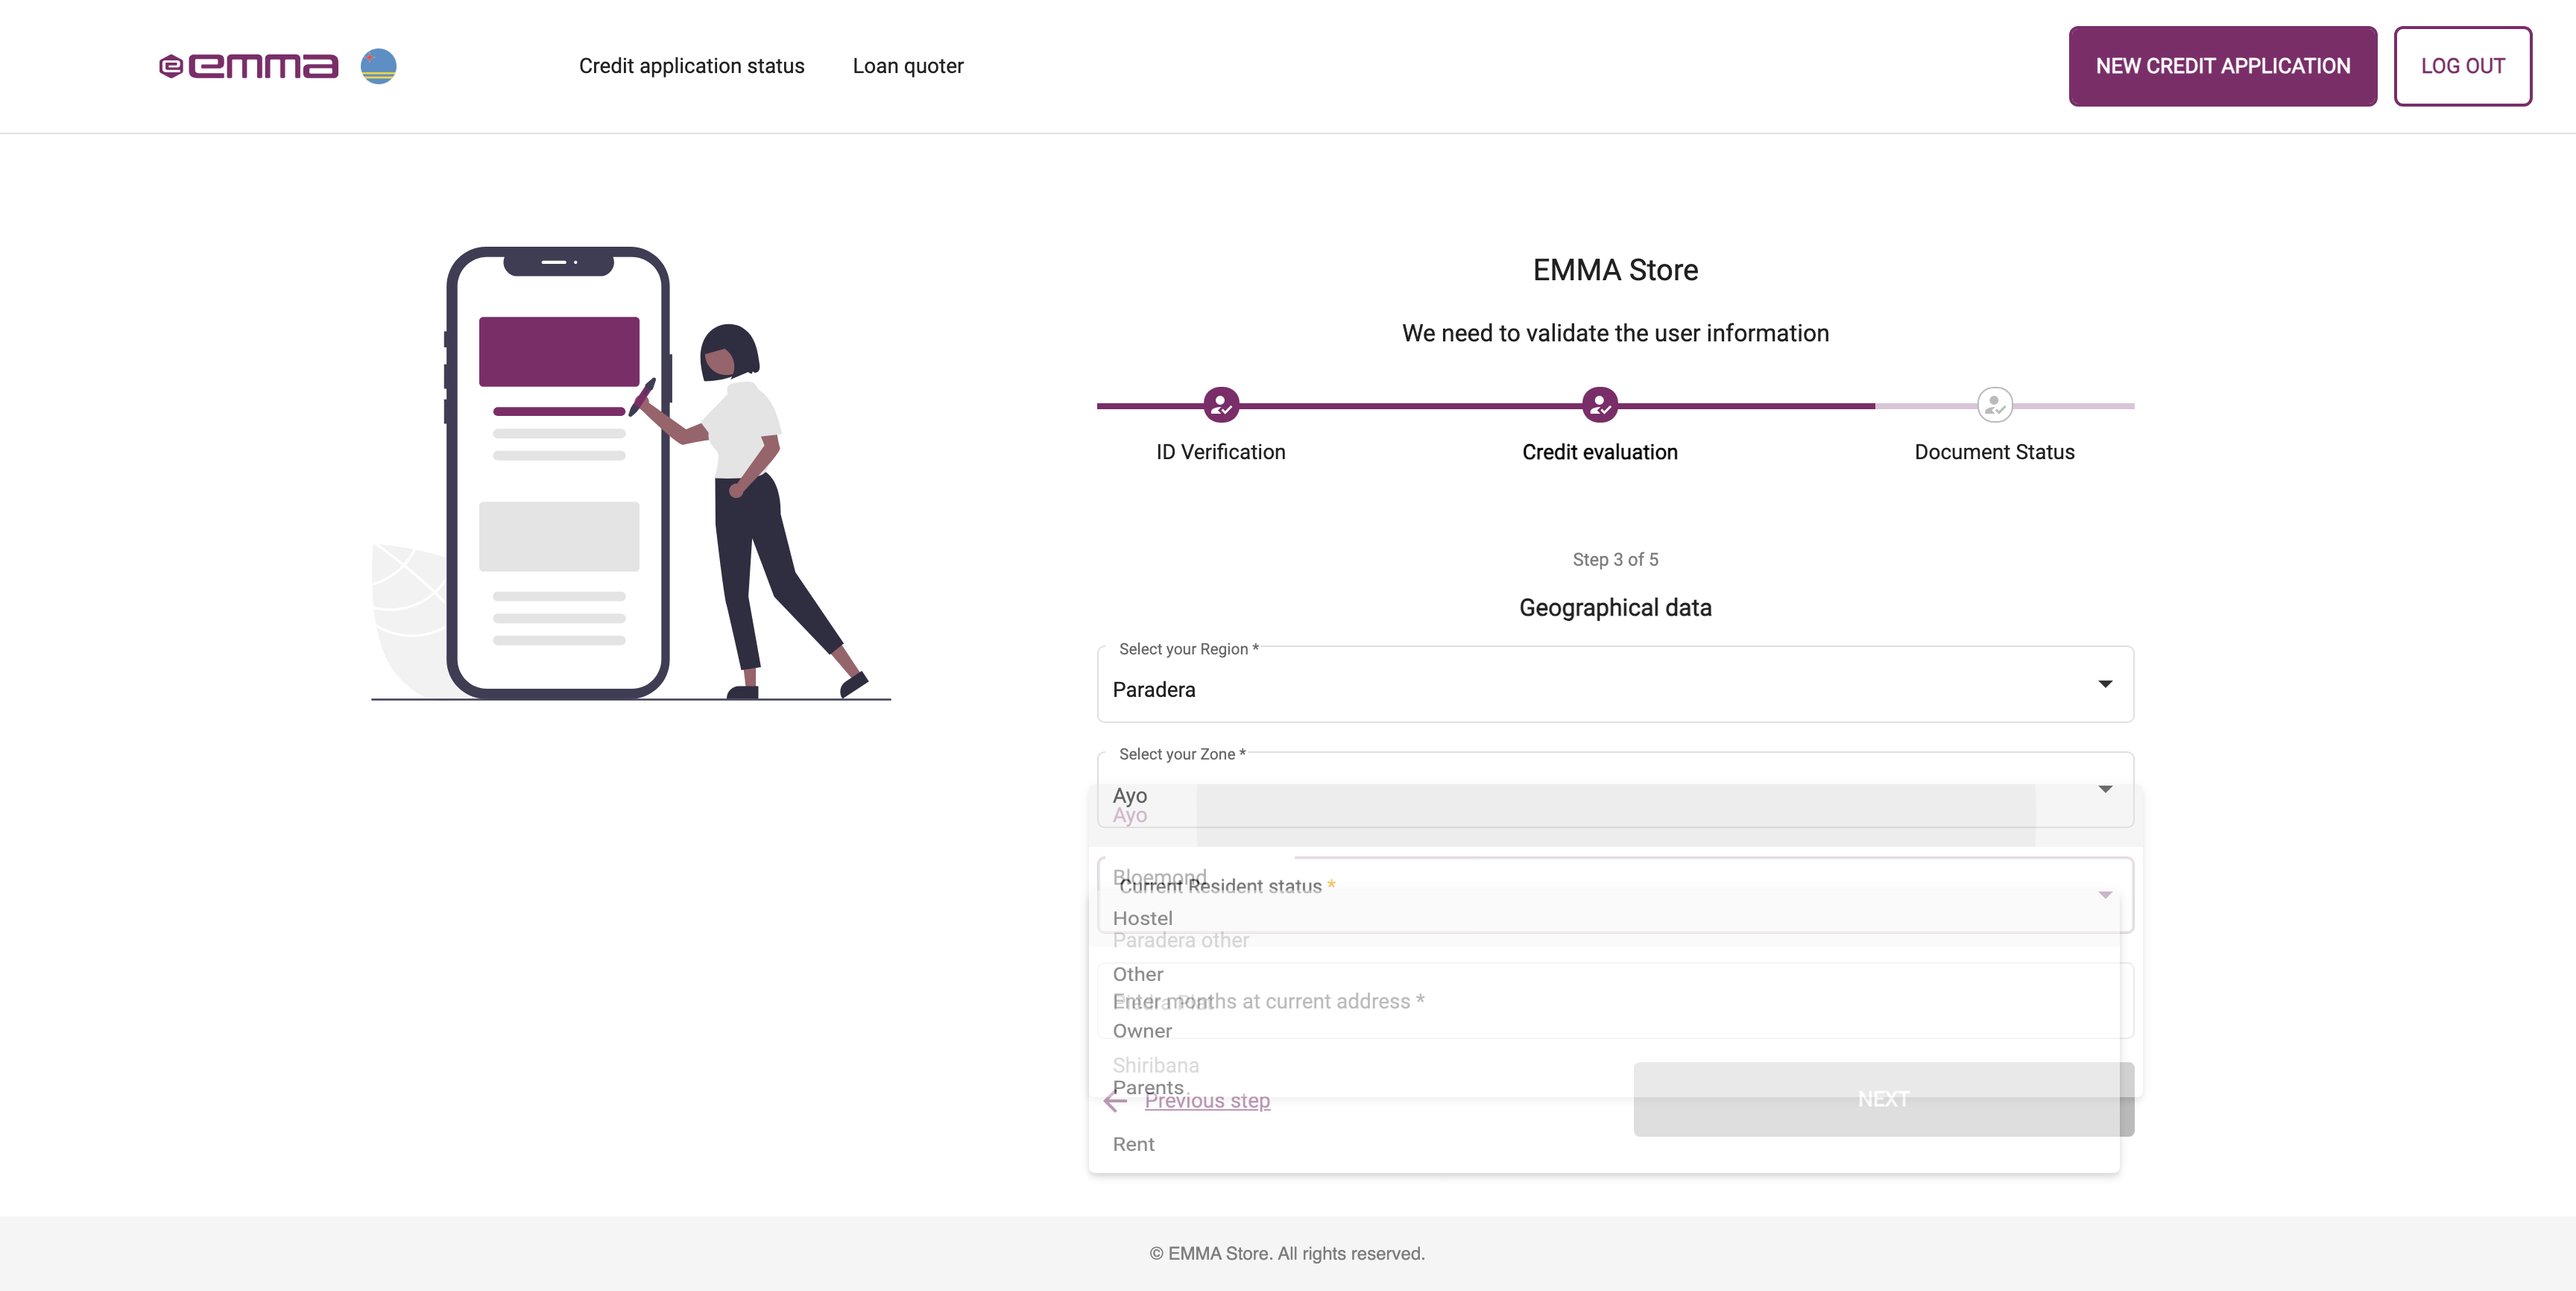 emma
Credit application status
Loan quoter
NEW CREDIT APPLICATION
LOG OUT
EMMA Store
We need to validate the user information
ID Verification
Credit evaluation
Document Status
Step 3 of 5
Geographical data
Select your Region *
Paradera
Select your Zone *
Ayo
Ayo
Bloemond
Current Resident status *
Hostel
Paradera other
Other
Enter months at current address *
Owner
Shiribana
Parents
Previous step
NEXT
Rent
© EMMA Store. All rights reserved.